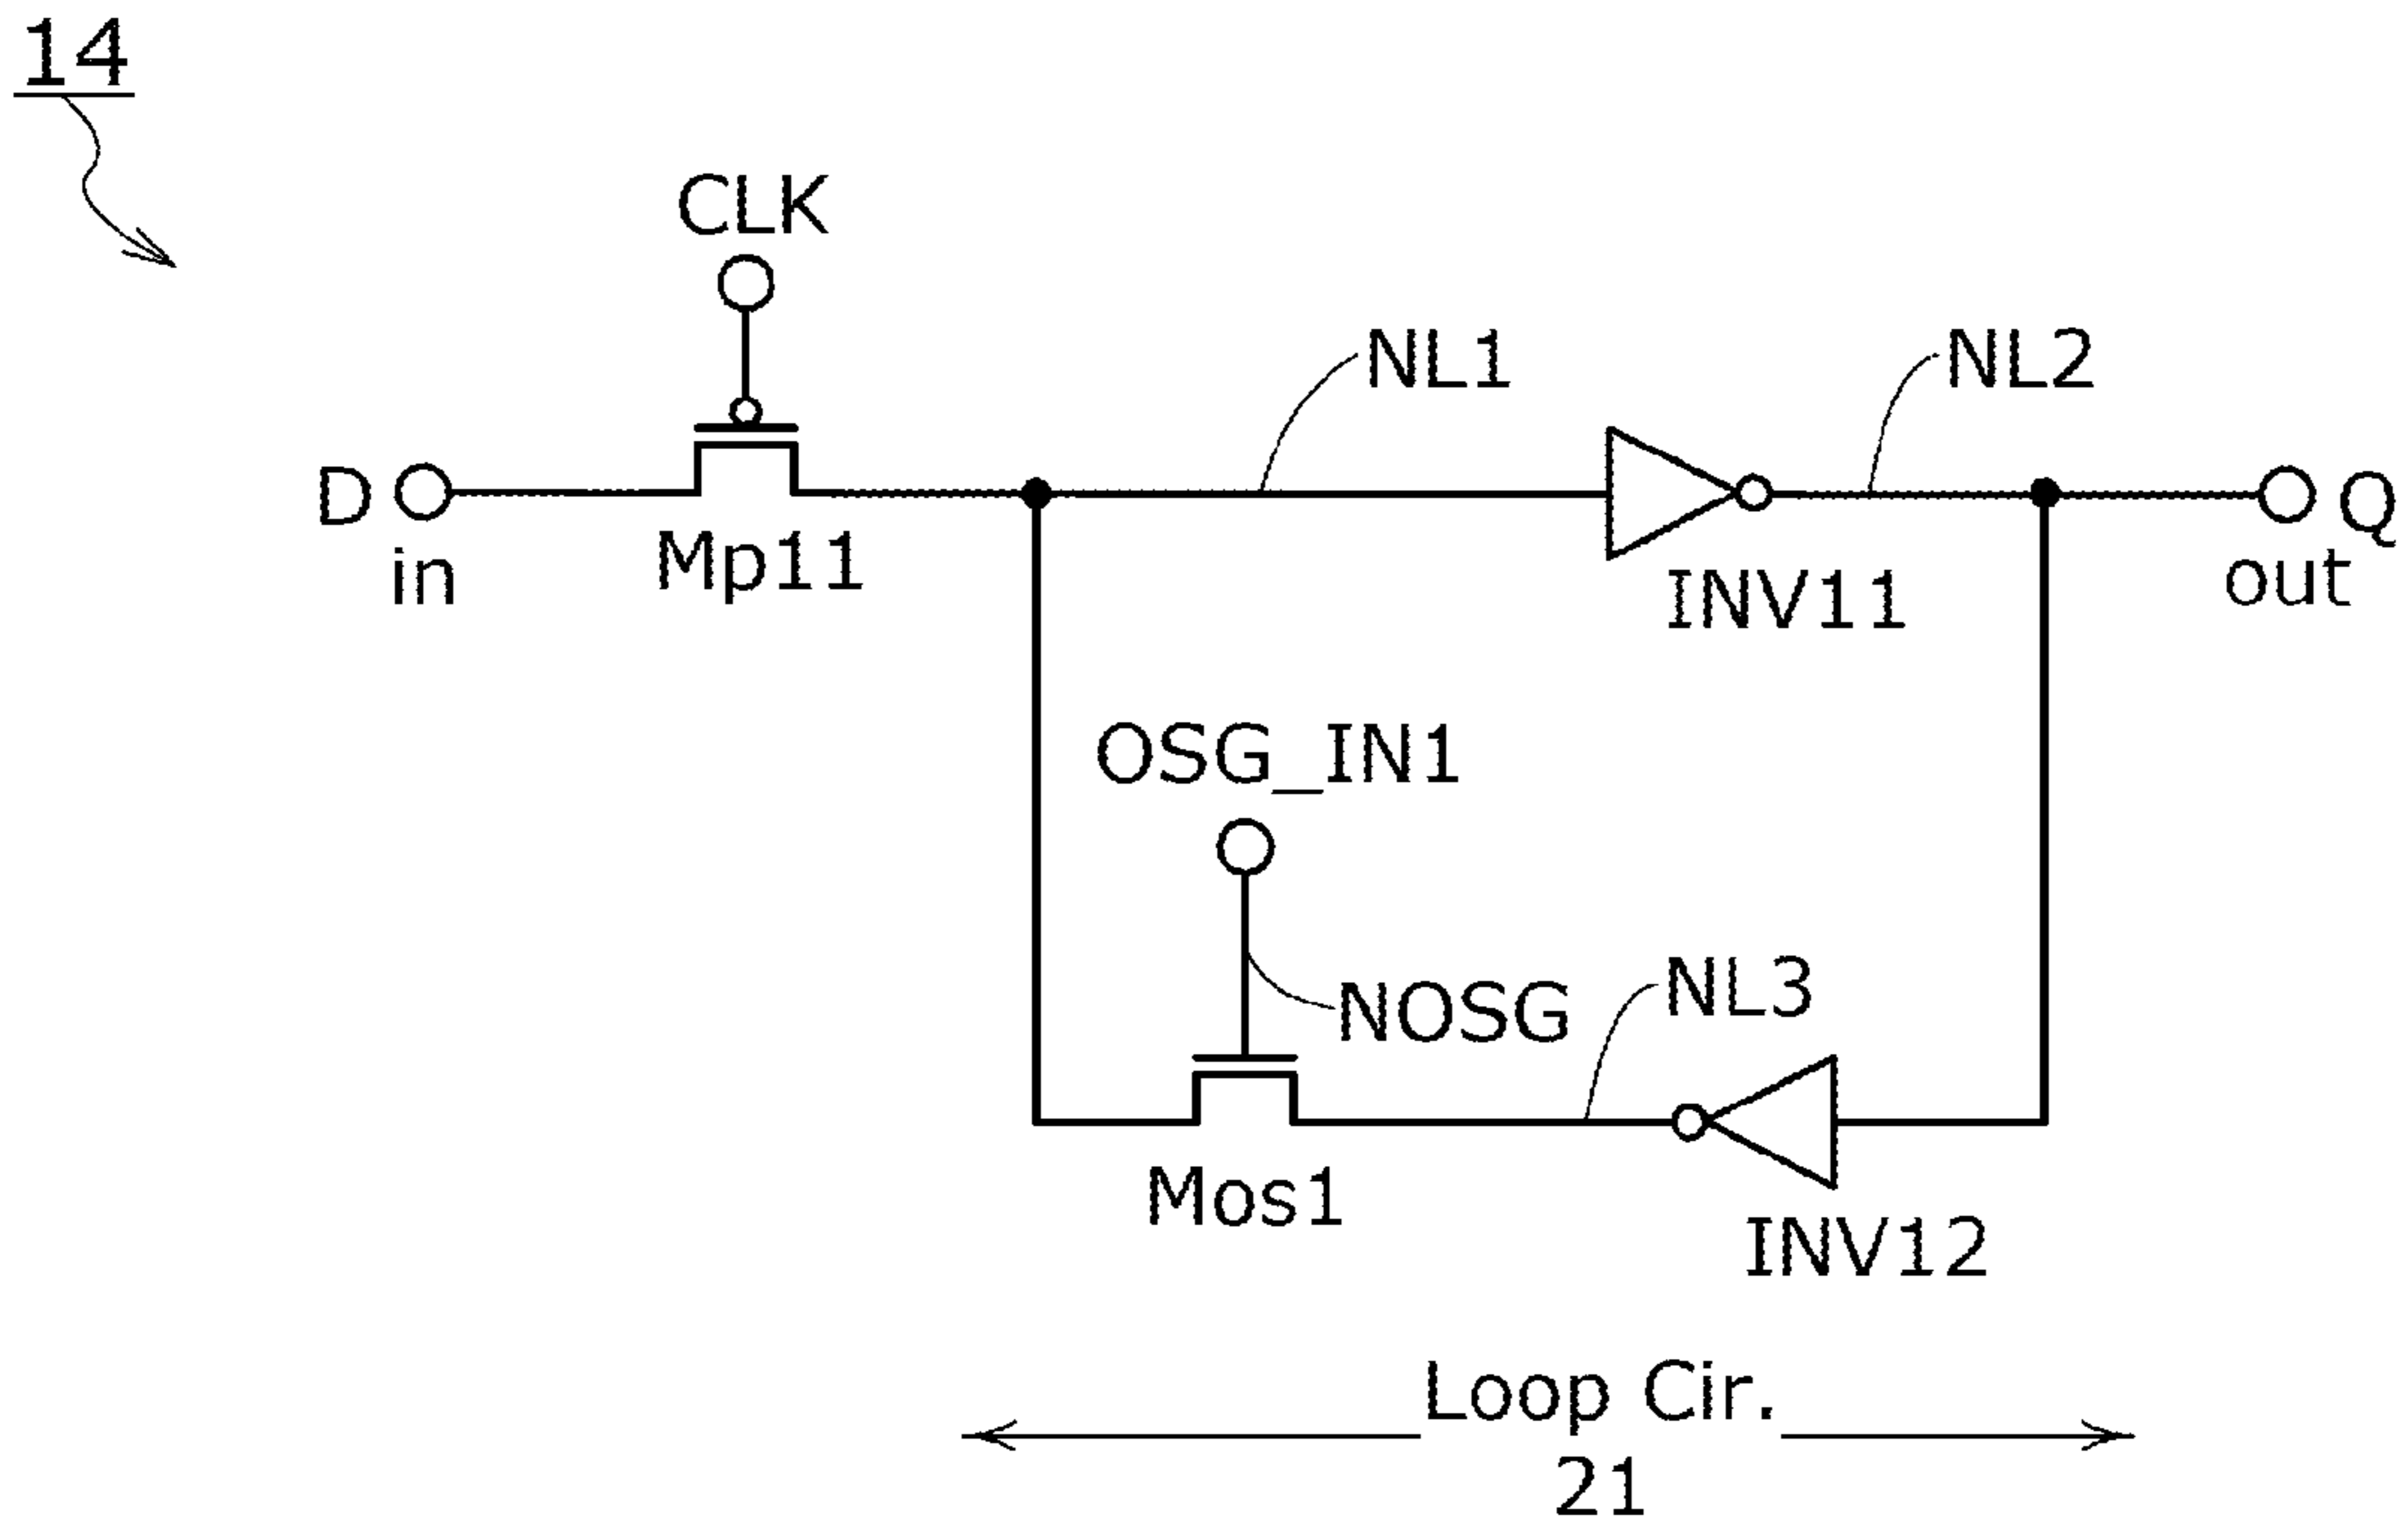 14
CLK
NL1
NL2
D
in
Mp11
INV11
Q
out
OSG_IN1
NOSG
NL3
Mos1
INV12
Loop Cir.
21